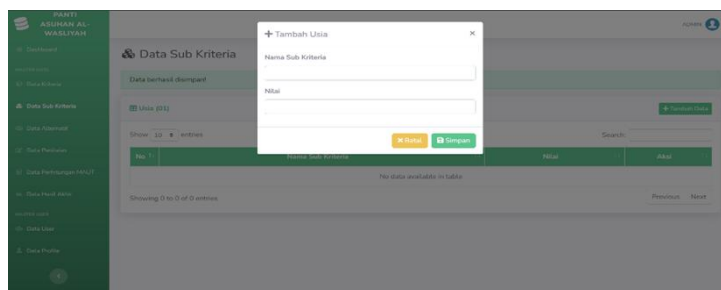 PANTI
ASUHAN AL-
WASLIYAH
ADMIN
Dashboard
Data Kriteria
Data Sub Kriteria
Data Alternatif
Data Penilaian
Data Perhitungan MAUT
Data Hasil Akhir
Data User
Data Profile
Data Sub Kriteria
Data berhasil disimpan!
Usia (C1)
Tambah Data
Show 10 entries
Search:
No
Nama Sub Kriteria
Nilai
Aksi
No data available in table
Showing 0 to 0 of 0 entries
Previous
Next
Tambah Usia
×
Nama Sub Kriteria
Nilai
Batal
Simpan